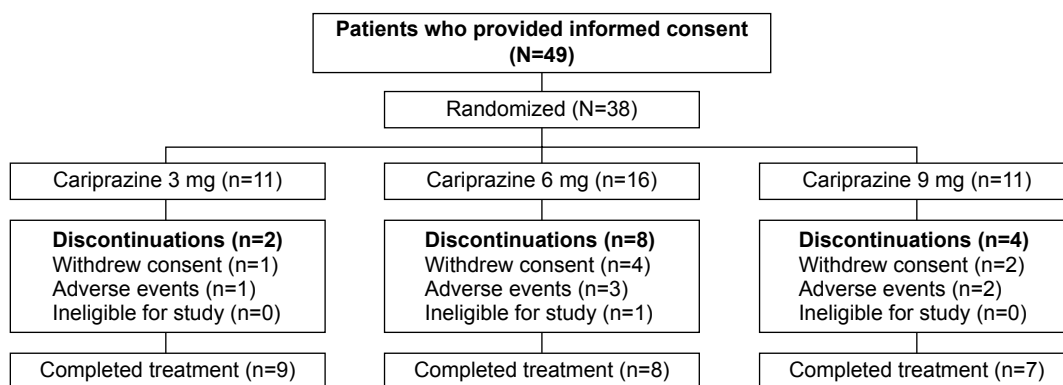 Patients who provided informed consent
(N=49)
Randomized (N=38)
Cariprazine 3 mg (n=11)
Cariprazine 6 mg (n=16)
Cariprazine 9 mg (n=11)
Discontinuations (n=2)
Withdrew consent (n=1)
Adverse events (n=1)
Ineligible for study (n=0)
Discontinuations (n=8)
Withdrew consent (n=4)
Adverse events (n=3)
Ineligible for study (n=1)
Discontinuations (n=4)
Withdrew consent (n=2)
Adverse events (n=2)
Ineligible for study (n=0)
Completed treatment (n=9)
Completed treatment (n=8)
Completed treatment (n=7)